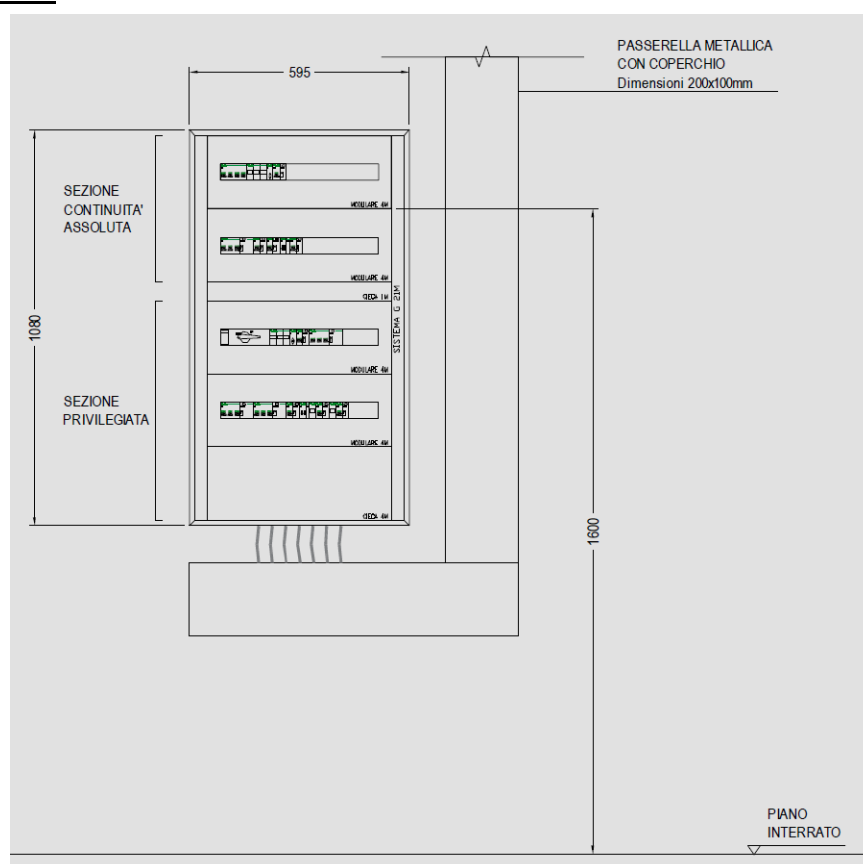 PASSERELLA METALLICA
CON COPERCHIO
Dimensioni 200x100mm
595
SEZIONE
CONTINUITA'
ASSOLUTA
MODULARE 4M
MODULARE 4M
CIECA 1M
SISTEMA G 21M
1080
MODULARE 4M
SEZIONE
PRIVILEGIATA
MODULARE 4M
CIECA 4M
1600
PIANO
INTERRATO